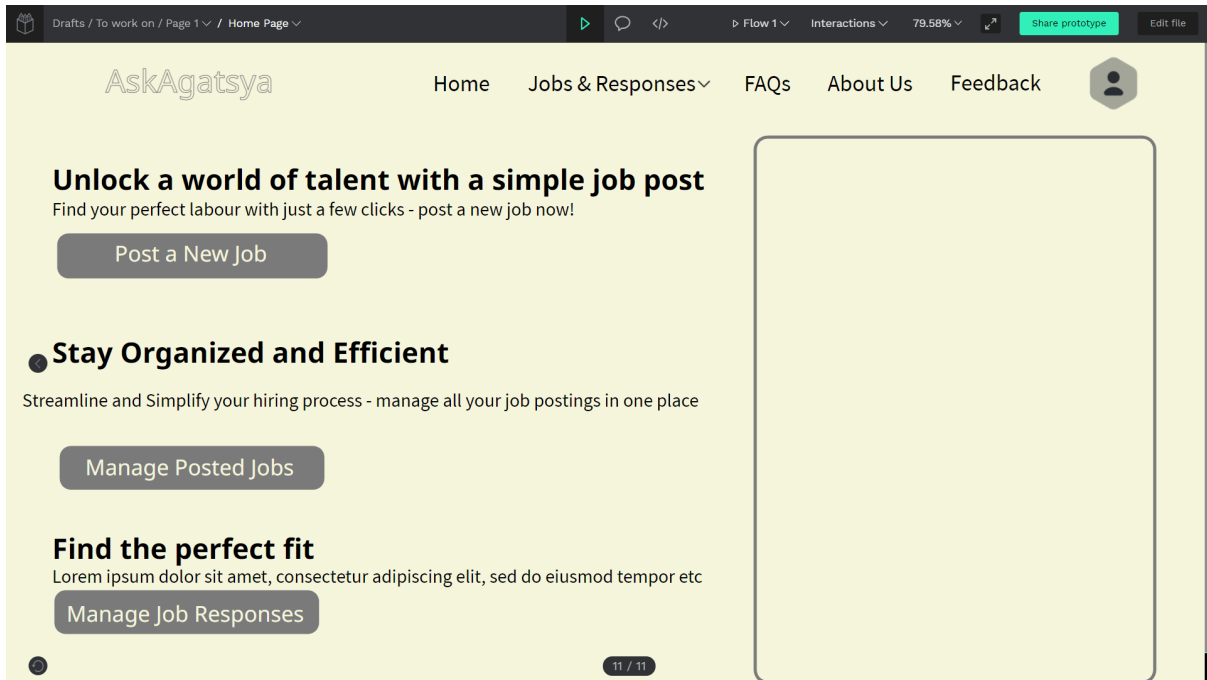 Drafts / To work on / Page 1 / Home Page
Flow 1
Interactions
79.58%
Share prototype
Edit file
AskAgatsya
Home
Jobs & Responses
FAQs
About Us
Feedback
Unlock a world of talent with a simple job post
Find your perfect labour with just a few clicks - post a new job now!
Post a New Job
Stay Organized and Efficient
Streamline and Simplify your hiring process - manage all your job postings in one place
Manage Posted Jobs
Find the perfect fit
Lorem ipsum dolor sit amet, consectetur adipiscing elit, sed do eiusmod tempor etc
Manage Job Responses
11 / 11